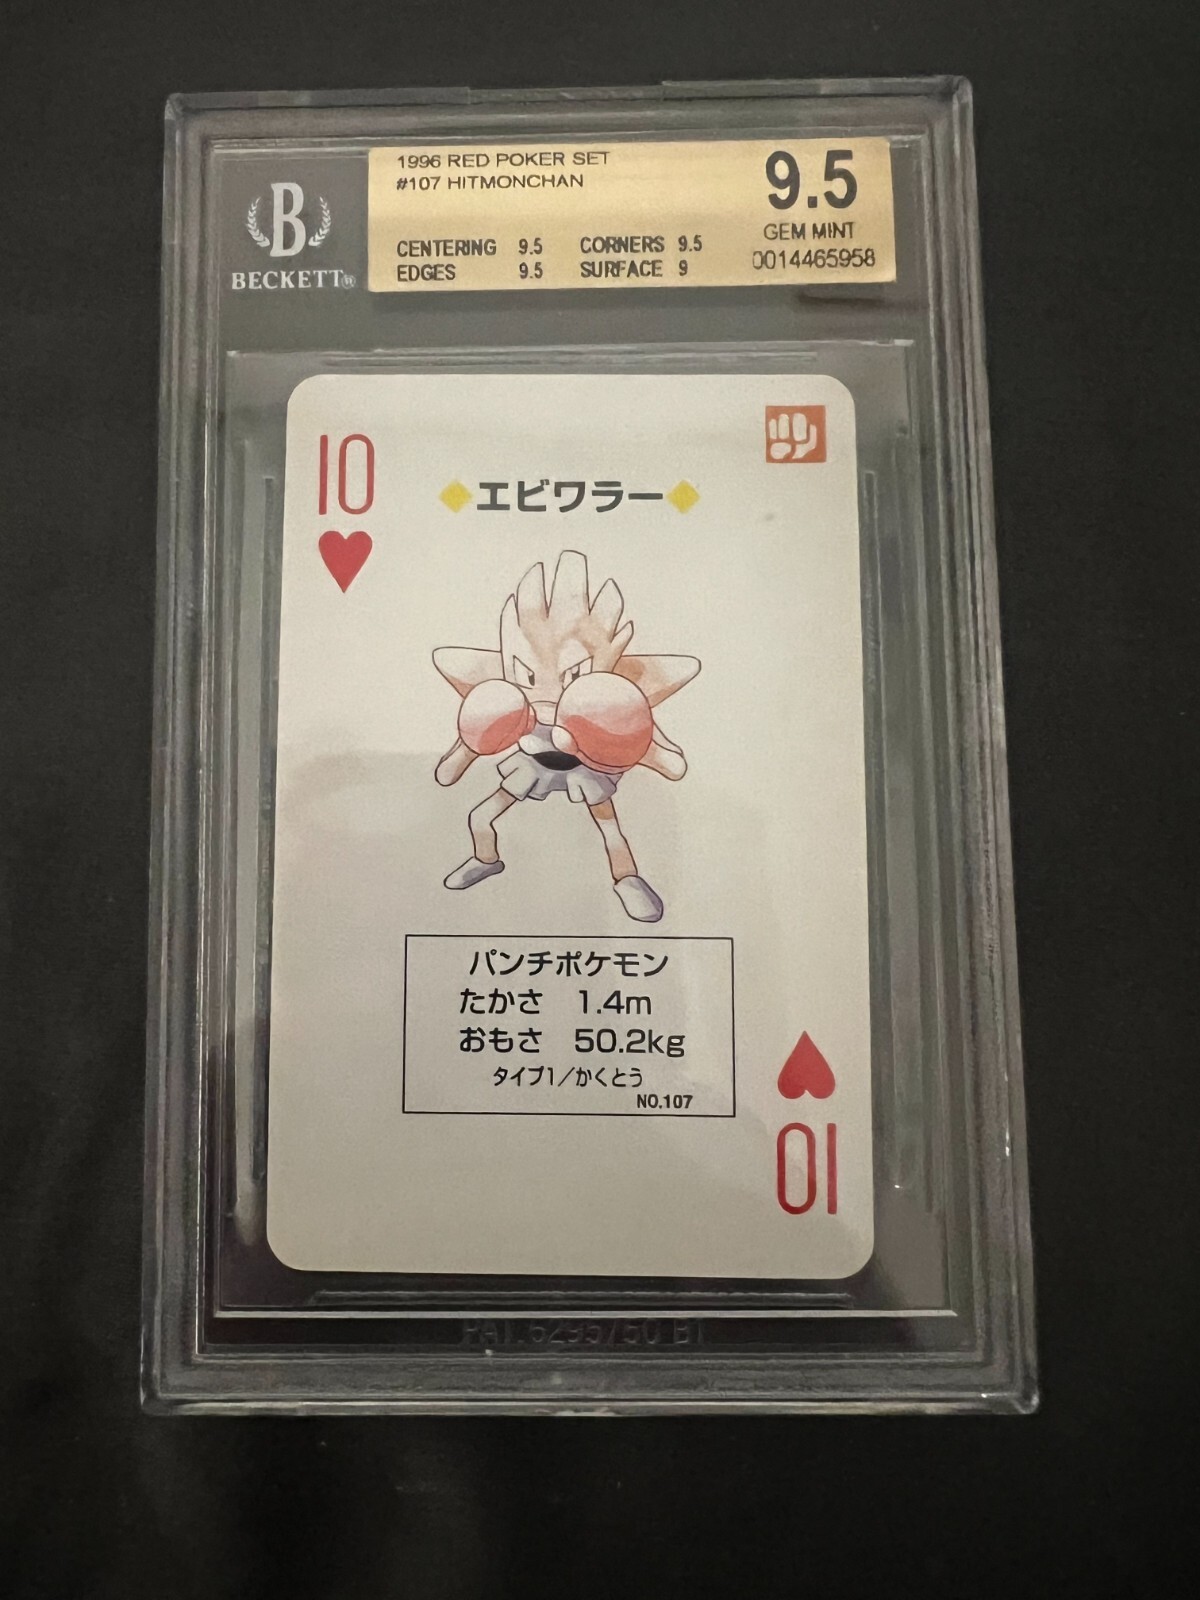 1996 RED POKER SET
#107 HITMONCHAN
9.5
GEM MINT
0014465958
CENTERING 9.5 CORNERS 9.5
EDGES 9.5 SURFACE 9
B
BECKETT®
10
エビワラー
パンチポケモン
たかさ 1.4m
おもさ 50.2kg
タイプ1/かくとう
NO.107
10